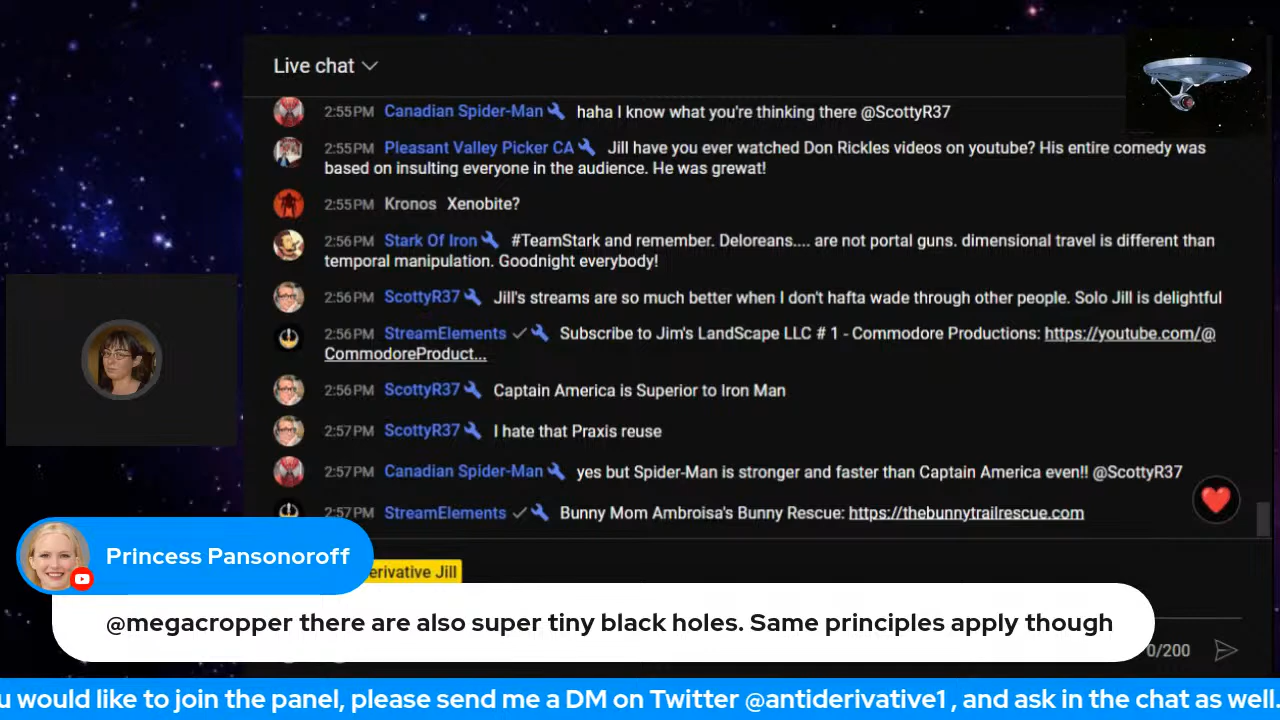 Live chat
2:55PM Canadian Spider-Man haha I know what you're thinking there @ScottyR37
2:55PM Pleasant Valley Picker CA Jill have you ever watched Don Rickles videos on youtube? His entire comedy was
based on insulting everyone in the audience. He was grewat!
2:55PM Kronos Xenobite?
2:56PM Stark Of Iron #TeamStark and remember. Deloreans.... are not portal guns. dimensional travel is different than
temporal manipulation. Goodnight everybody!
2:56PM ScottyR37 Jill's streams are so much better when I don't hafta wade through other people. Solo Jill is delightful
2:56PM StreamElements Subscribe to Jim's LandScape LLC # 1 - Commodore Productions: https://youtube.com/@
CommodoreProduct...
2:56PM ScottyR37 Captain America is Superior to Iron Man
2:57PM ScottyR37 I hate that Praxis reuse
2:57PM Canadian Spider-Man yes but Spider-Man is stronger and faster than Captain America even!! @ScottyR37
2:57PM StreamElements Bunny Mom Ambroisa's Bunny Rescue: https://thebunnytrailrescue.com
Princess Pansonoroff
erivative Jill
@megacropper there are also super tiny black holes. Same principles apply though
0/200
u would like to join the panel, please send me a DM on Twitter @antiderivative1 , and ask in the chat as well.